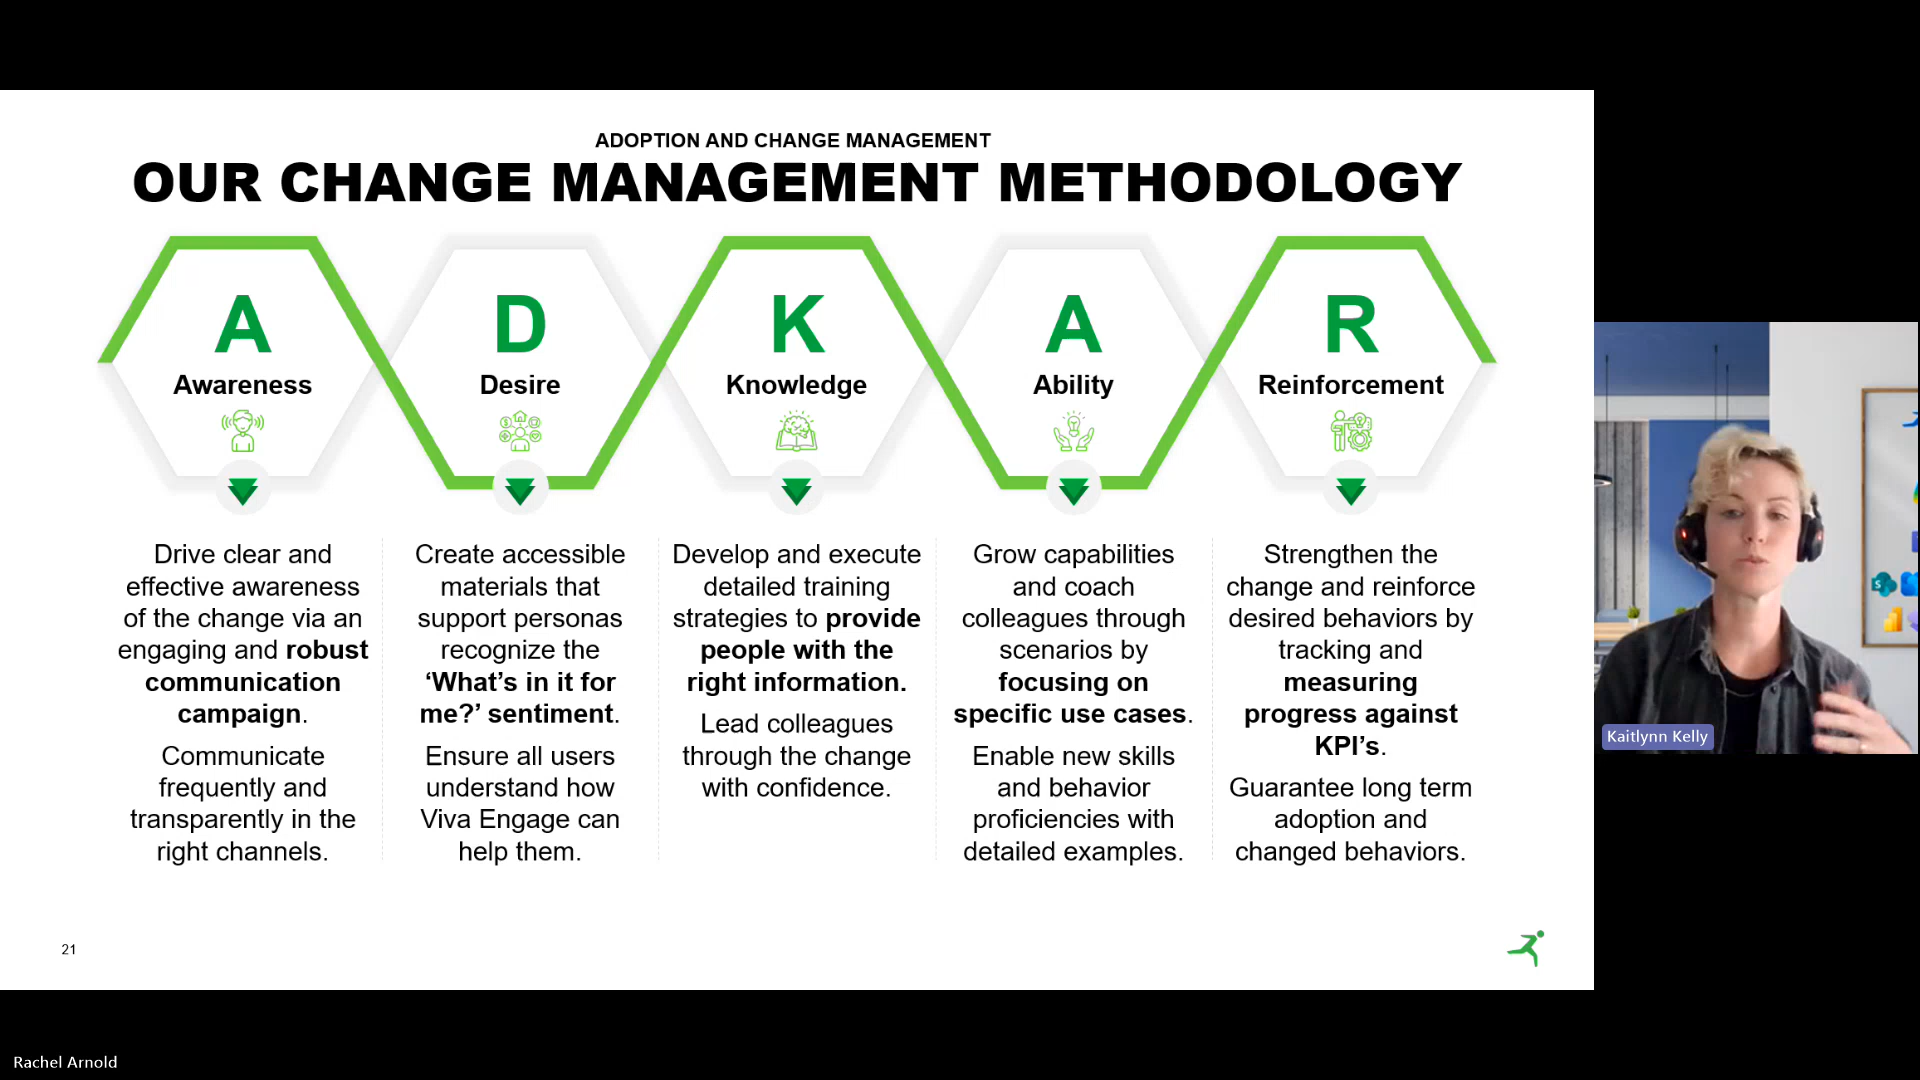 ADOPTION AND CHANGE MANAGEMENT
OUR CHANGE MANAGEMENT METHODOLOGY
A
Awareness
Drive clear and
effective awareness
of the change via an
engaging and robust
communication
campaign.
Communicate
frequently and
transparently in the
right channels.
D
Desire
Create accessible
materials that
support personas
recognize the
‘What’s in it for
me?’ sentiment.
Ensure all users
understand how
Viva Engage can
help them.
K
Knowledge
Develop and execute
detailed training
strategies to provide
people with the
right information.
Lead colleagues
through the change
with confidence.
A
Ability
Grow capabilities
and coach
colleagues through
scenarios by
focusing on
specific use cases.
Enable new skills
and behavior
proficiencies with
detailed examples.
R
Reinforcement
Strengthen the
change and reinforce
desired behaviors by
tracking and
measuring
progress against
KPI’s.
Guarantee long term
adoption and
changed behaviors.
21
Kaitlynn Kelly
Rachel Arnold